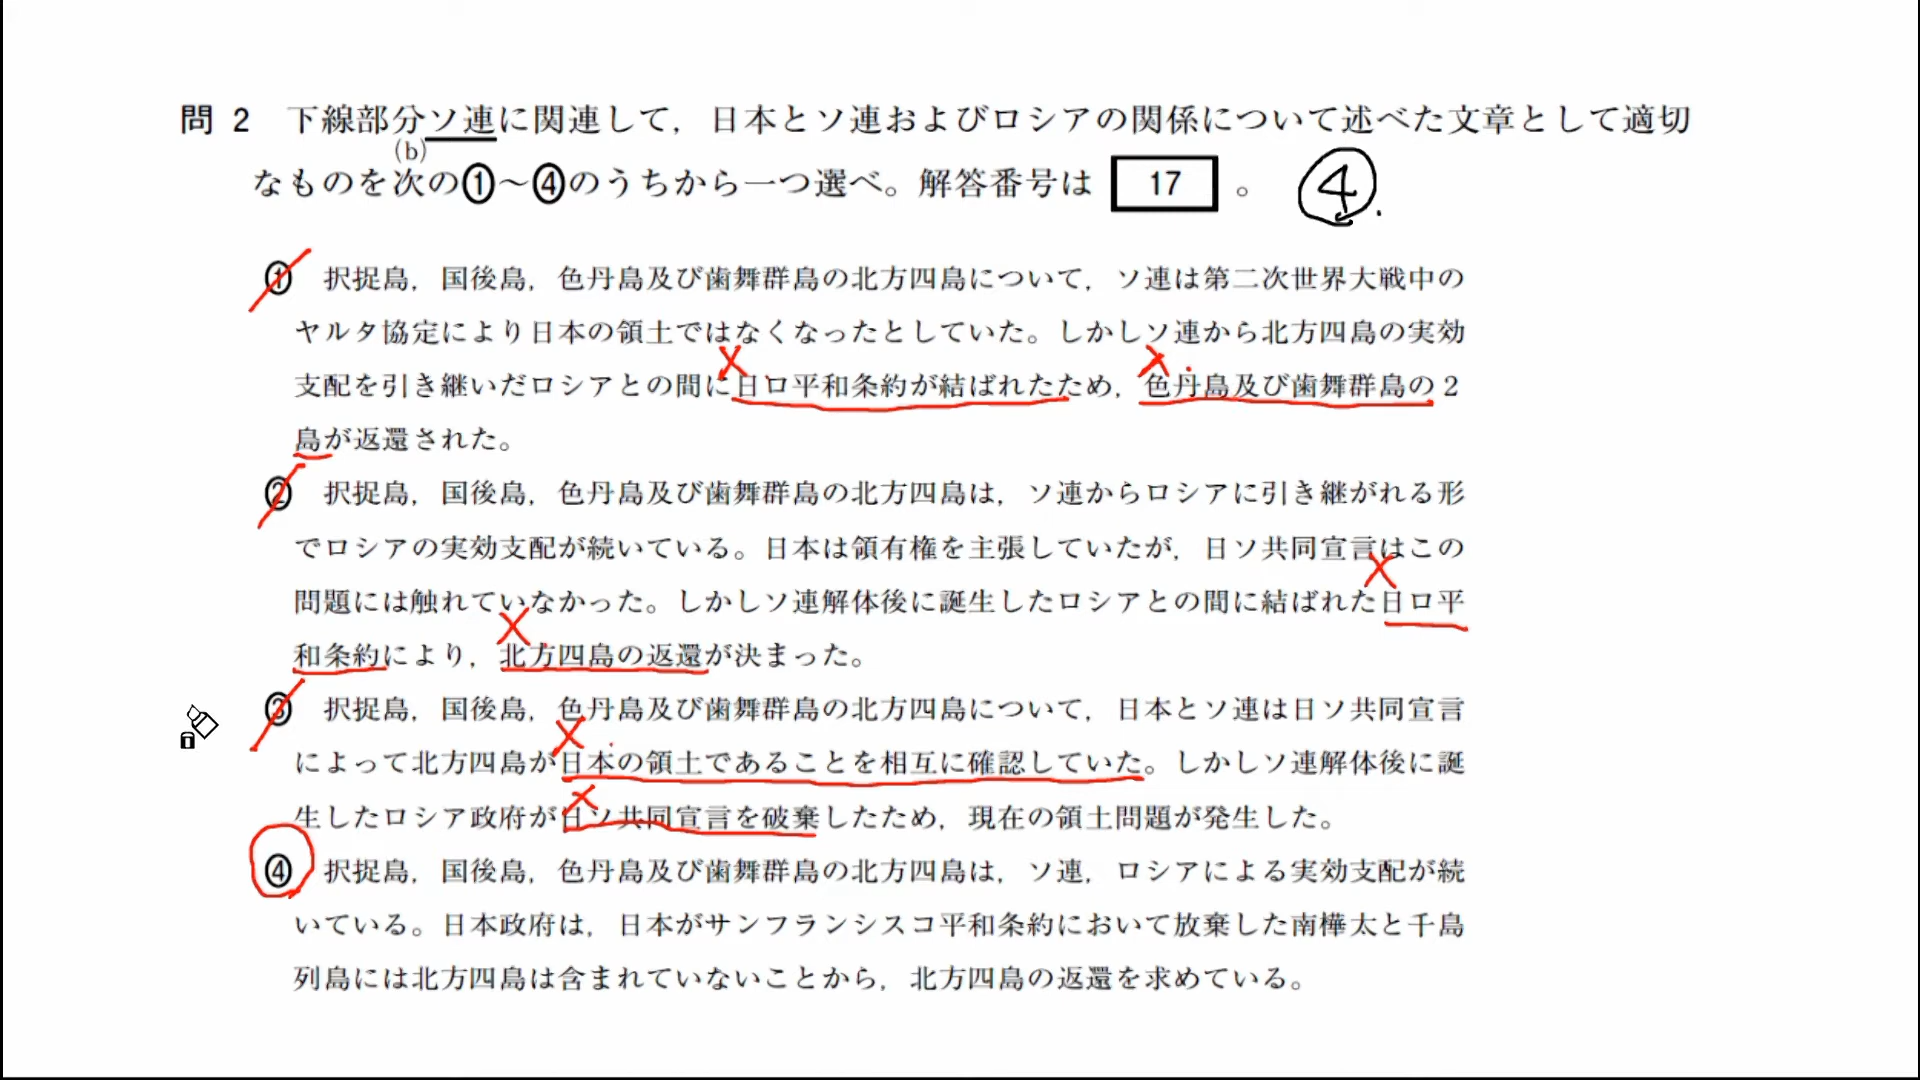 問 2 下線部分ソ連に関連して，日本とソ連およびロシアの関係について述べた文章として適切
(b)
なものを次の①～④のうちから一つ選べ。解答番号は 17 。 ④.
① 択捉島，国後島，色丹島及び歯舞群島の北方四島について，ソ連は第二次世界大戦中の
ヤルタ協定により日本の領土ではなくなったとしていた。しかしソ連から北方四島の実効
支配を引き継いだロシアとの間に日ロ平和条約が結ばれたため，色丹島及び歯舞群島の2
島が返還された。
② 択捉島，国後島，色丹島及び歯舞群島の北方四島は，ソ連からロシアに引き継がれる形
でロシアの実効支配が続いている。日本は領有権を主張していたが，日ソ共同宣言はこの
問題には触れていなかった。しかしソ連解体後に誕生したロシアとの間に結ばれた日ロ平
和条約により，北方四島の返還が決まった。
③ 択捉島，国後島，色丹島及び歯舞群島の北方四島について，日本とソ連は日ソ共同宣言
によって北方四島が日本の領土であることを相互に確認していた。しかしソ連解体後に誕
生したロシア政府が日ソ共同宣言を破棄したため，現在の領土問題が発生した。
④ 択捉島，国後島，色丹島及び歯舞群島の北方四島は，ソ連，ロシアによる実効支配が続
いている。日本政府は，日本がサンフランシスコ平和条約において放棄した南樺太と千島
列島には北方四島は含まれていないことから，北方四島の返還を求めている。